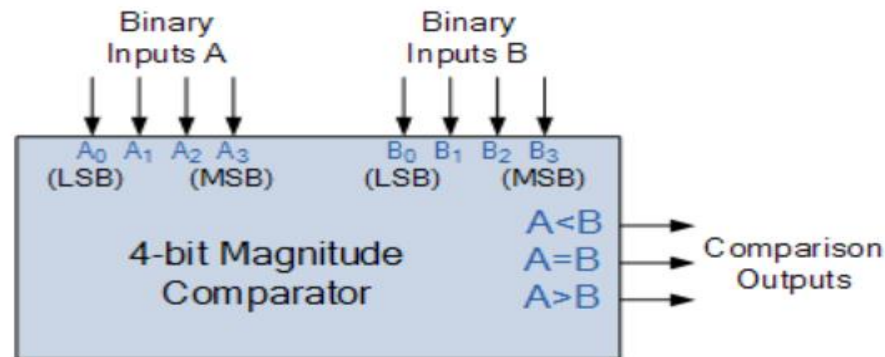 Binary
Inputs A
Binary
Inputs B
A₀ A₁ A₂ A₃
(LSB) (MSB)
B₀ B₁ B₂ B₃
(LSB) (MSB)
4-bit Magnitude
Comparator
A<B
A=B
A>B
Comparison
Outputs